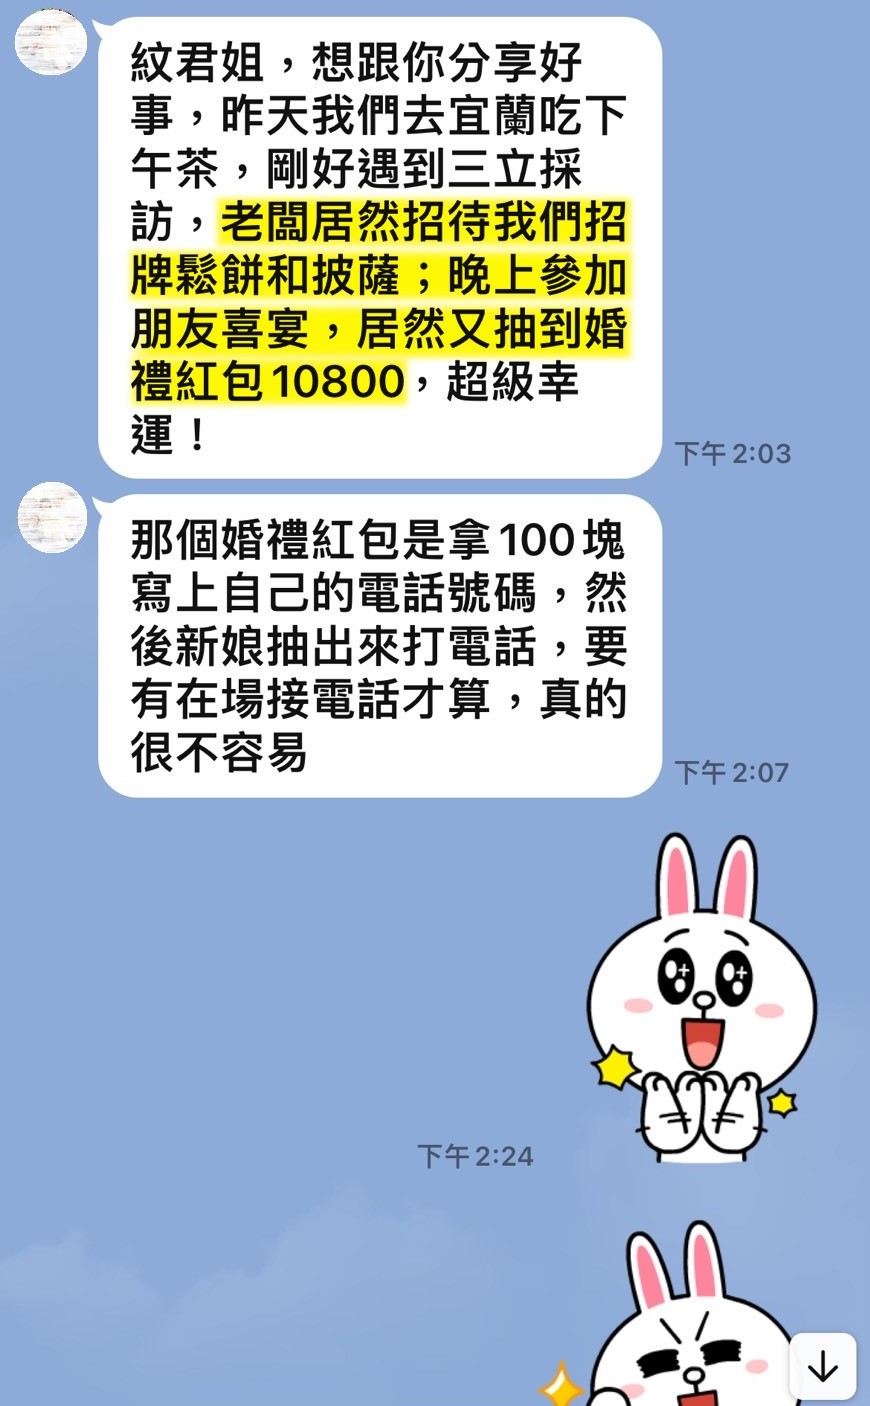 紋君姐，想跟你分享好
事，昨天我們去宜蘭吃下
午茶，剛好遇到三立採
訪，老闆居然招待我們招
牌鬆餅和披薩；晚上參加
朋友喜宴，居然又抽到婚
禮紅包10800，超級幸
運！
下午2:03
那個婚禮紅包是拿100塊
寫上自己的電話號碼，然
後新娘抽出來打電話，要
有在場接電話才算，真的
很不容易
下午2:07
下午2:24